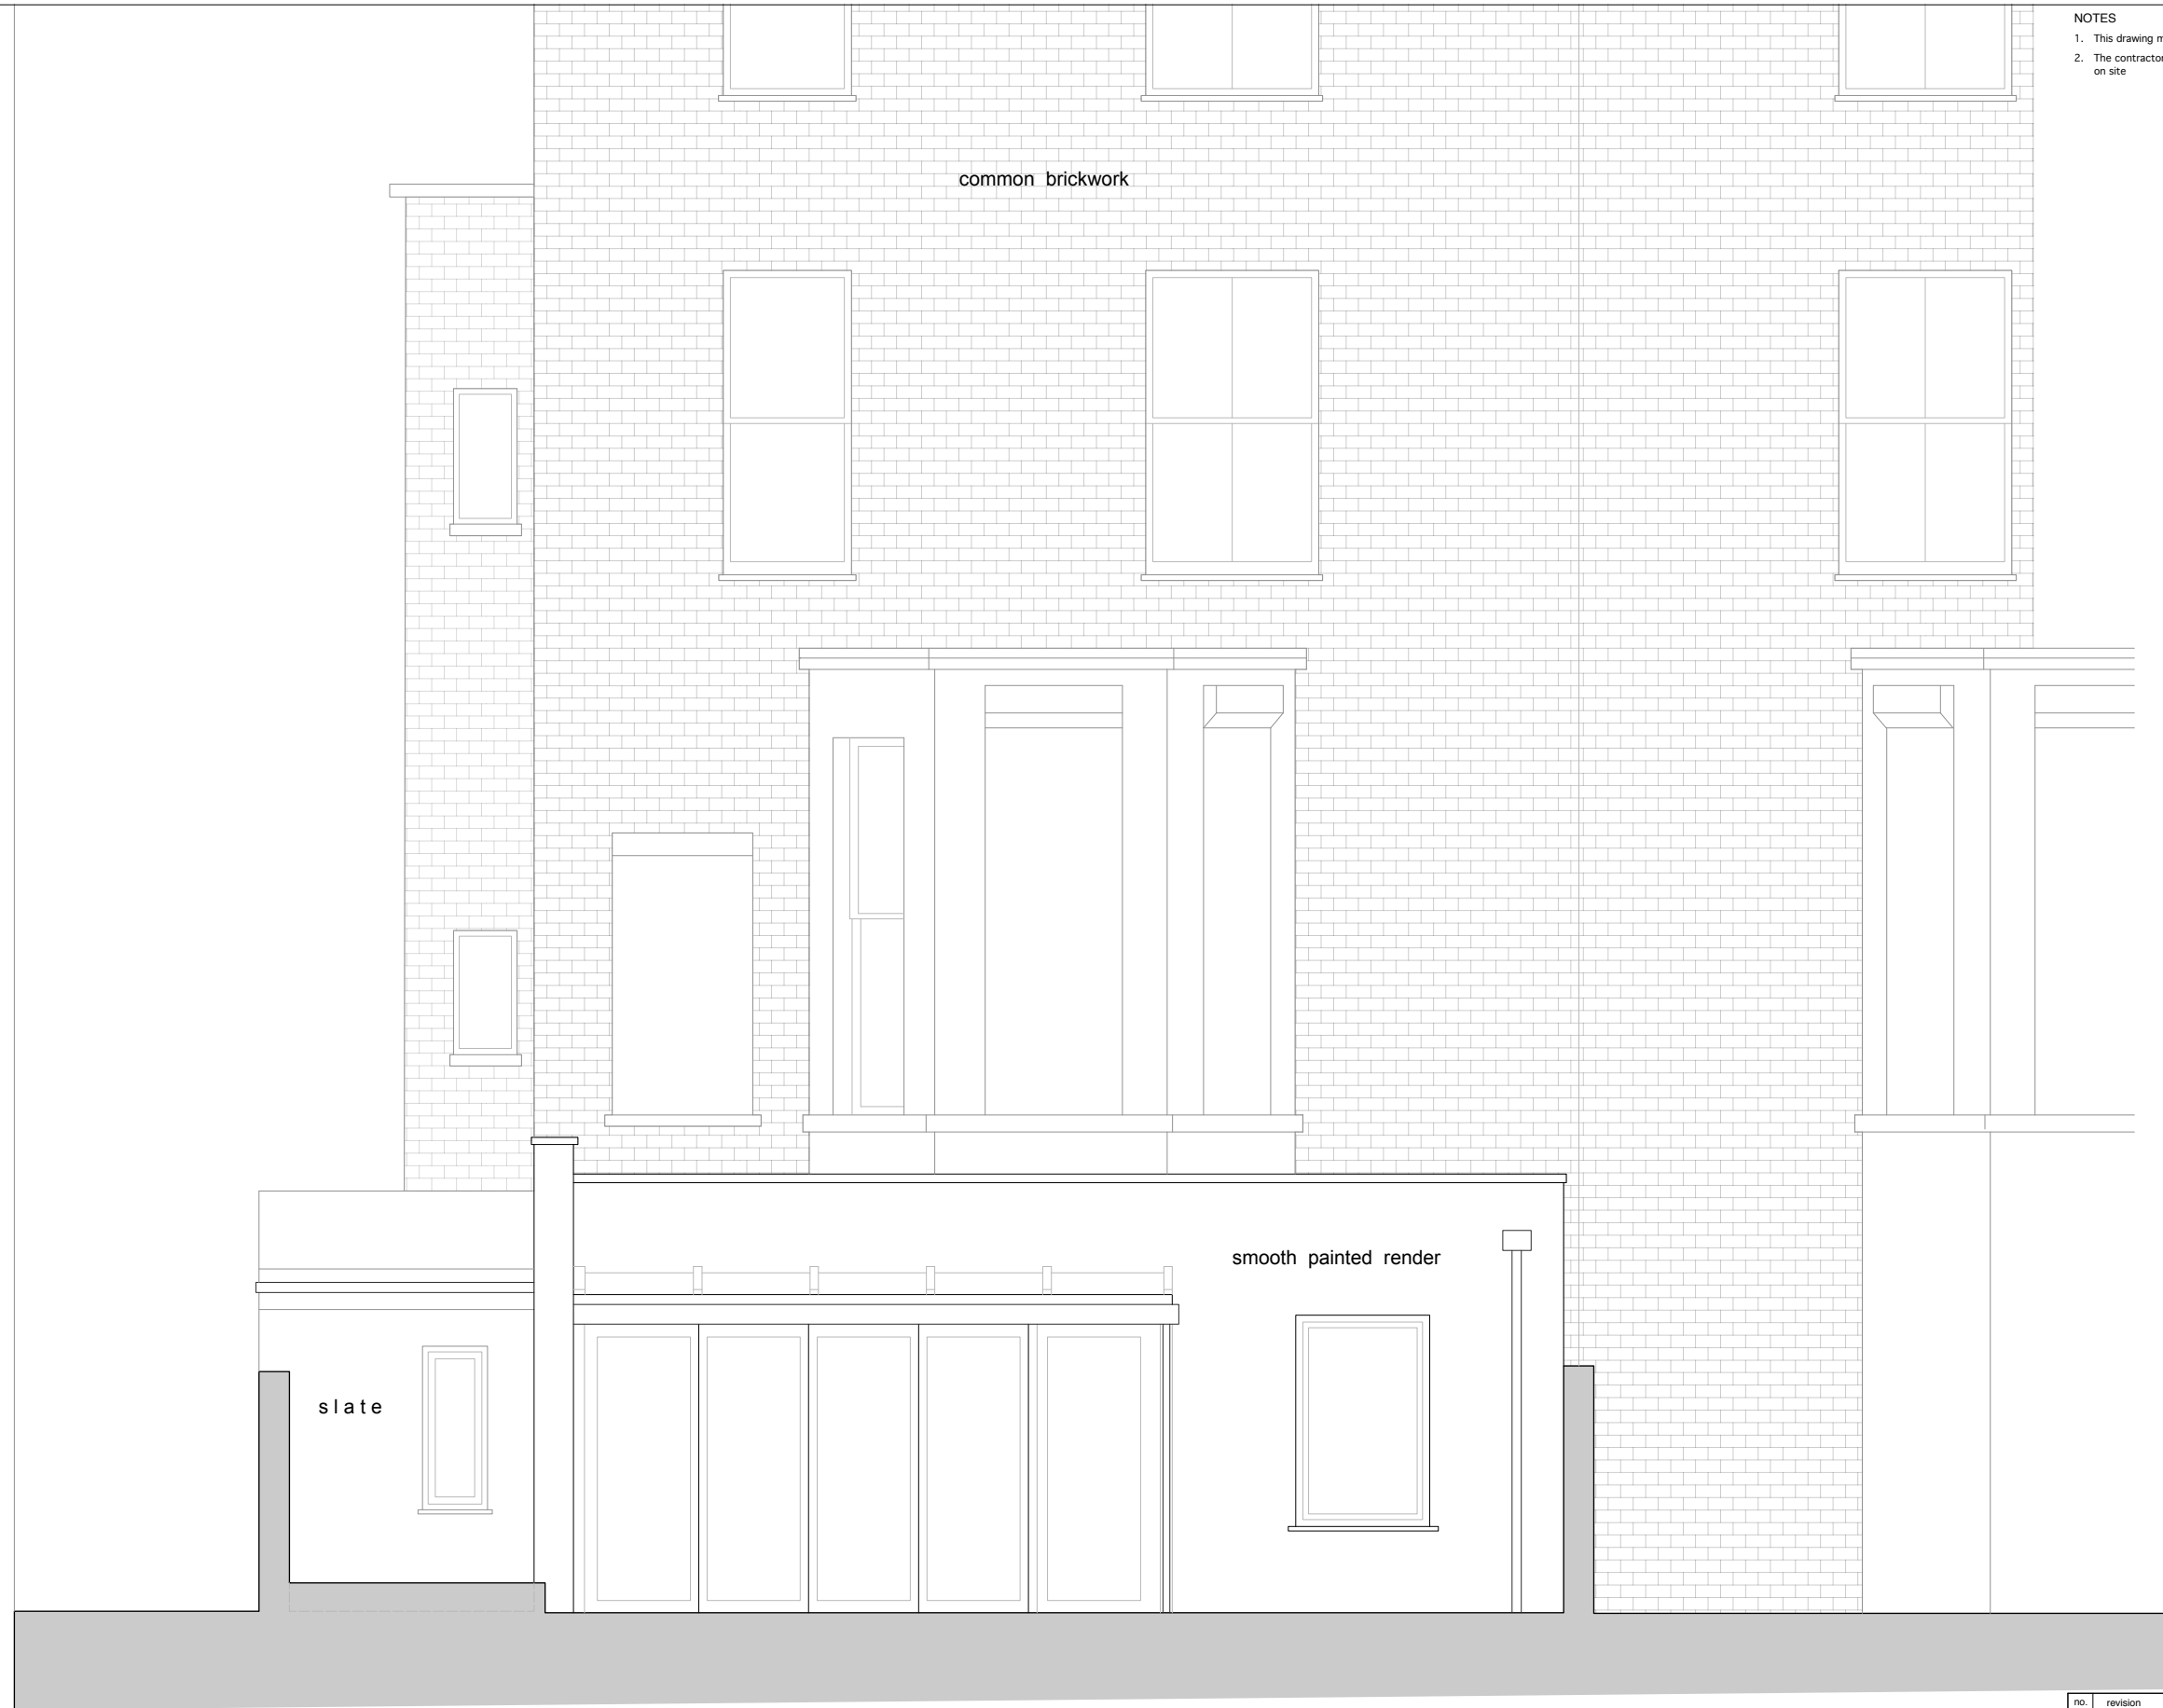 NOTES
1. This drawing
2. The contractor
on site
common brickwork
smooth painted render
slate
no. revision